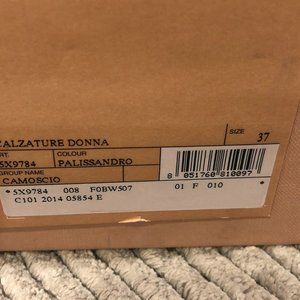 CALZATURE DONNA
SIZE 37
ART. COLOUR
5X9784 PALISSANDRO
GROUP NAME
CAMOSCIO
8 051760 810097
*5X9784 008 F0BW507 01 F 010
C101 2014 05854 E